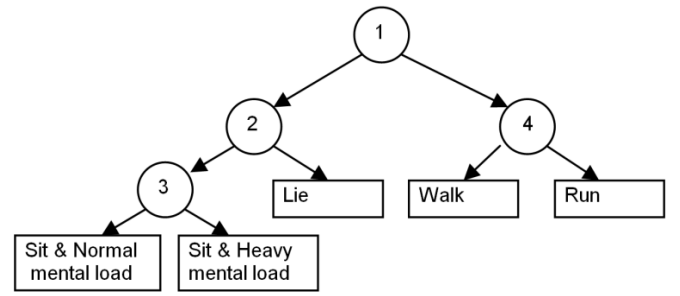 1
2
4
3
Lie
Walk
Run
Sit & Normal
mental load
Sit & Heavy
mental load